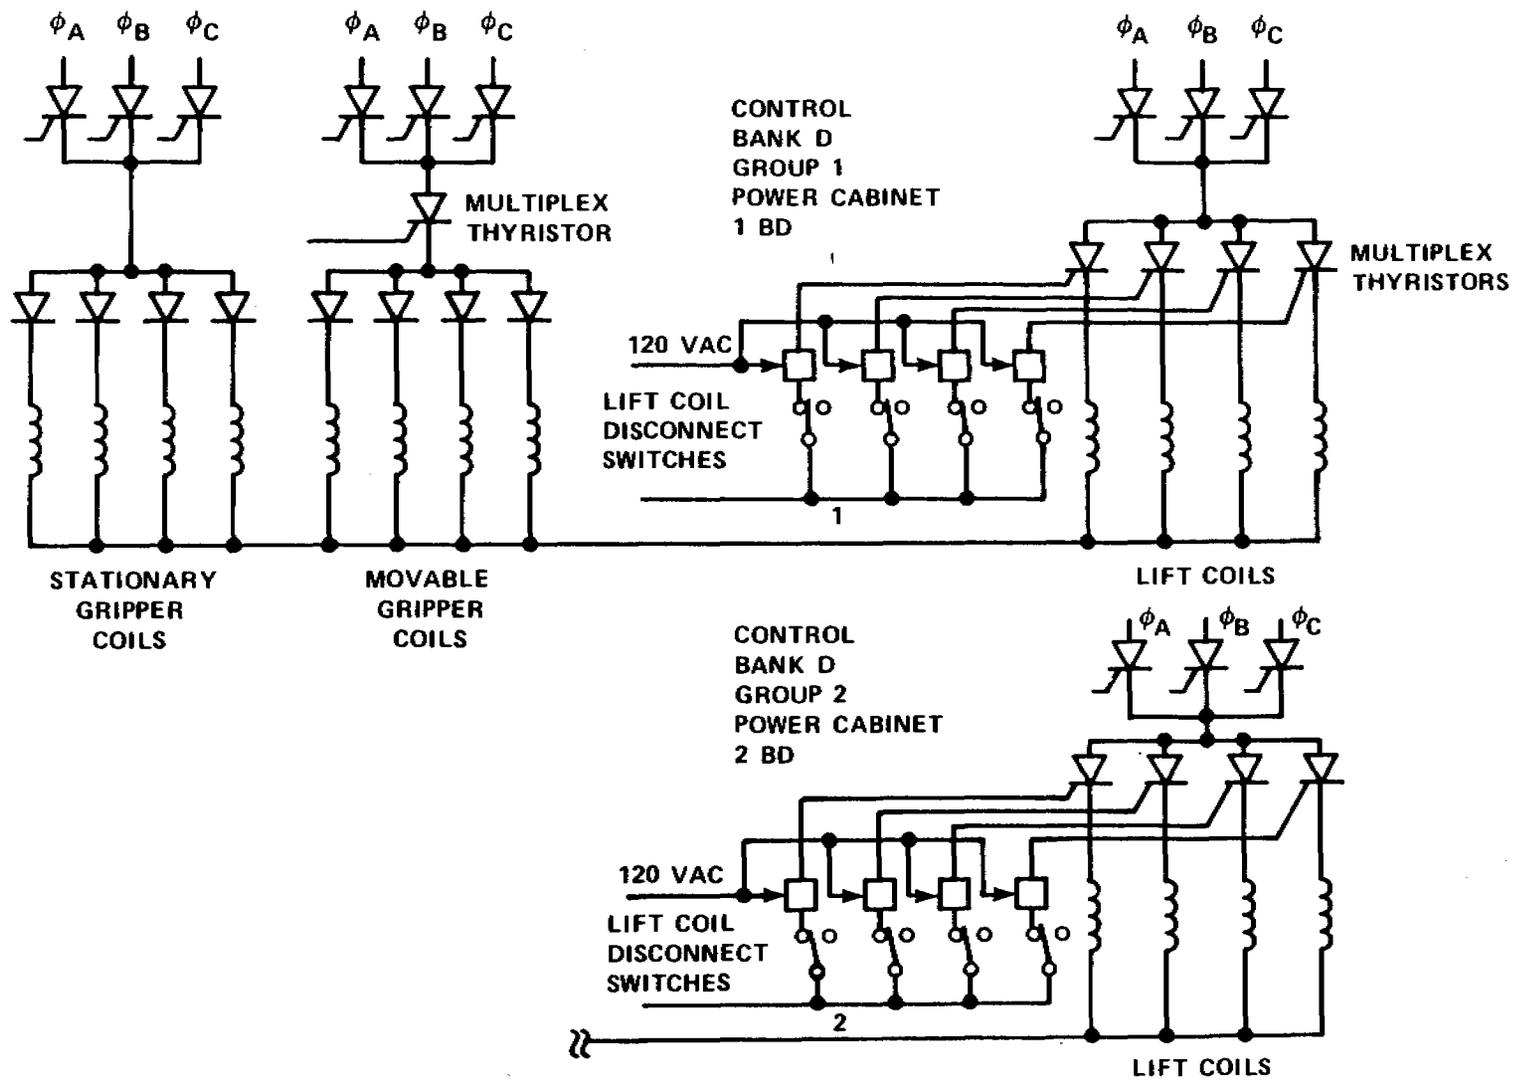 ϕA ϕB ϕC
ϕA ϕB ϕC
ϕA ϕB ϕC
CONTROL
BANK D
GROUP 1
POWER CABINET
1 BD
MULTIPLEX
THYRISTOR
MULTIPLEX
THYRISTORS
120 VAC
LIFT COIL
DISCONNECT
SWITCHES
1
STATIONARY
GRIPPER
COILS
MOVABLE
GRIPPER
COILS
LIFT COILS
ϕA ϕB ϕC
CONTROL
BANK D
GROUP 2
POWER CABINET
2 BD
120 VAC
LIFT COIL
DISCONNECT
SWITCHES
2
LIFT COILS